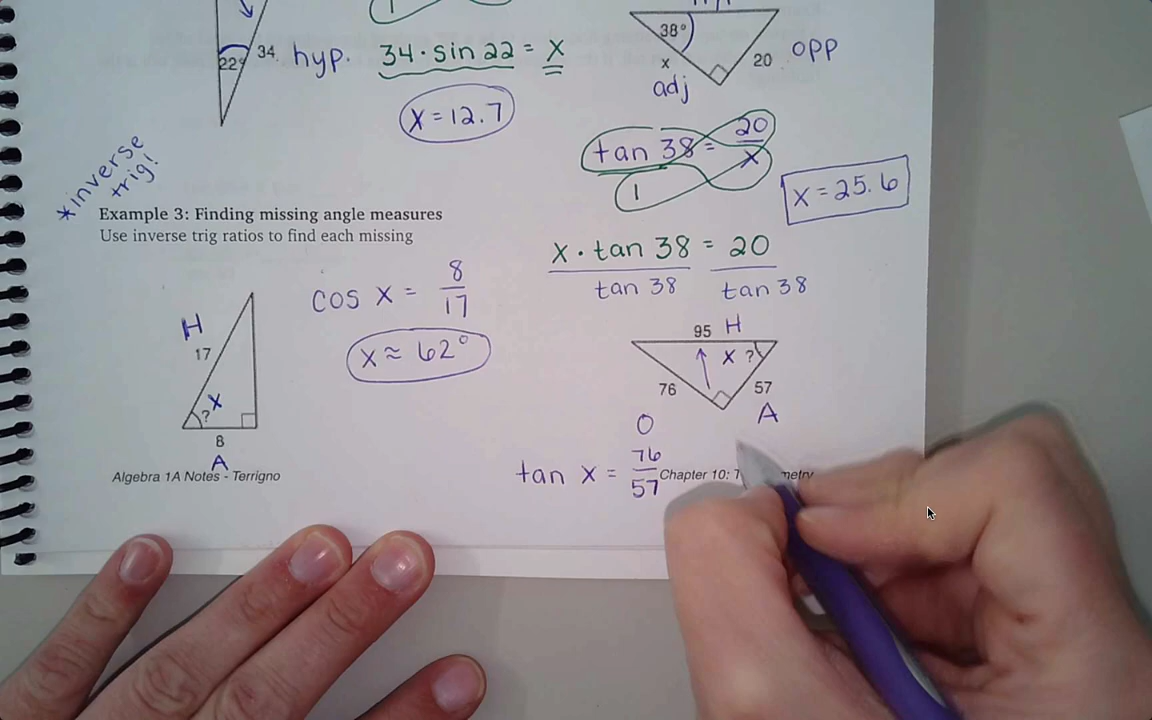 22°
34
hyp.
34 · sin 22 = x
x = 12.7
38°
x
adj
20
opp
tan 38 = 20
x
1
x = 25.6
*inverse
trig!
Example 3: Finding missing angle measures
Use inverse trig ratios to find each missing
x · tan 38 = 20
tan 38 tan 38
H
17
x
?
8
A
cos x = 8
17
x ≈ 62°
95 H
x ?
76
57
O
A
tan x = 76
57
Algebra 1A Notes - Terrigno
Chapter 10: